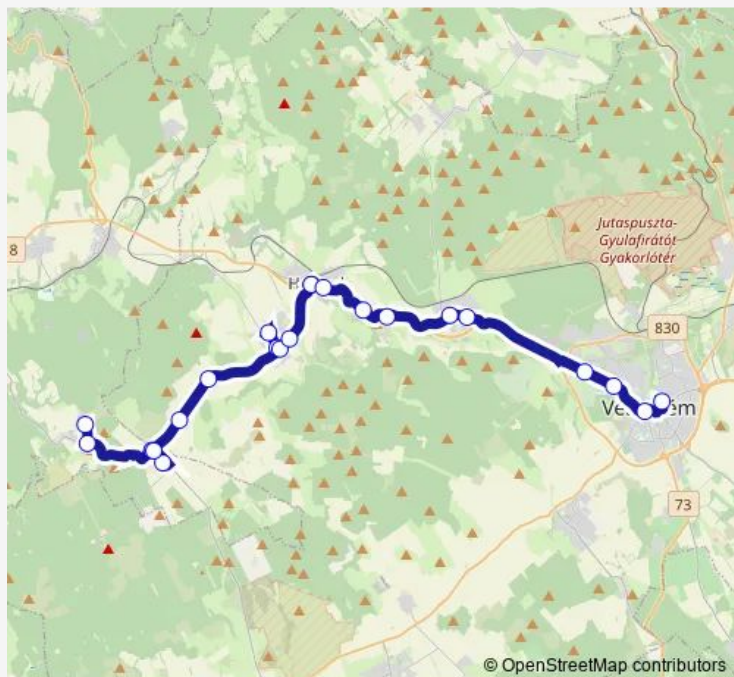 Jutaspuszta-
Gyulafirátót
Gyakorlótér
8
830
73
© OpenStreetMap contributors